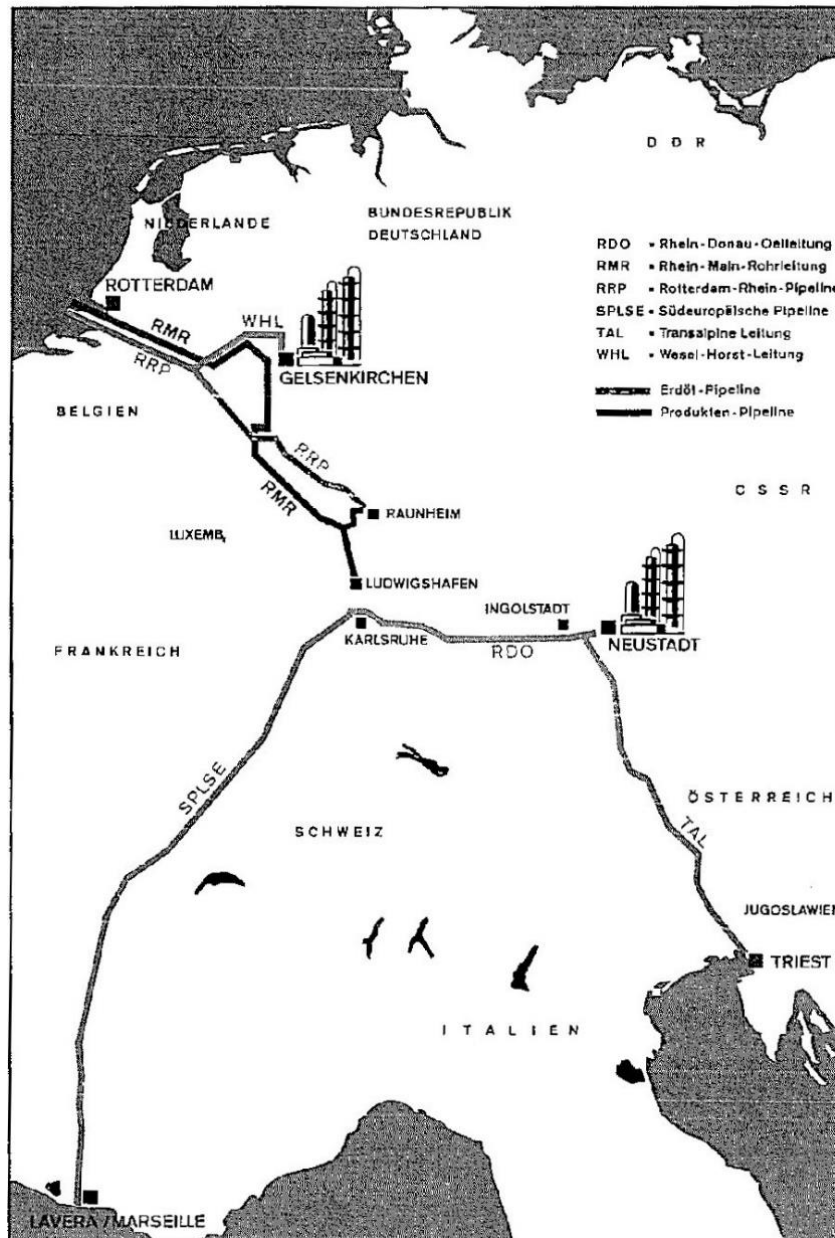 D D R
NIEDERLANDE
BUNDESREPUBLIK
DEUTSCHLAND
RDO - Rhein-Donau-Oelleitung
RMR - Rhein-Main-Rohrleitung
RRP - Rotterdam-Rhein-Pipeline
SPLSE - Südeuropäische Pipeline
TAL - Transalpine Leitung
WHL - Wesel-Horst-Leitung
Erdöl-Pipeline
Produkten-Pipeline
ROTTERDAM
RMR
WHL
RRP
GELSENKIRCHEN
BELGIEN
RRP
RMR
C S S R
RAUNHEIM
LUXEMB.
LUDWIGSHAFEN
INGOLSTADT
KARLSRUHE
NEUSTADT
RDO
FRANKREICH
SPLSE
ÖSTERREICH
SCHWEIZ
TAL
JUGOSLAWIEN
TRIEST
I T A L I E N
LAVERA/MARSEILLE